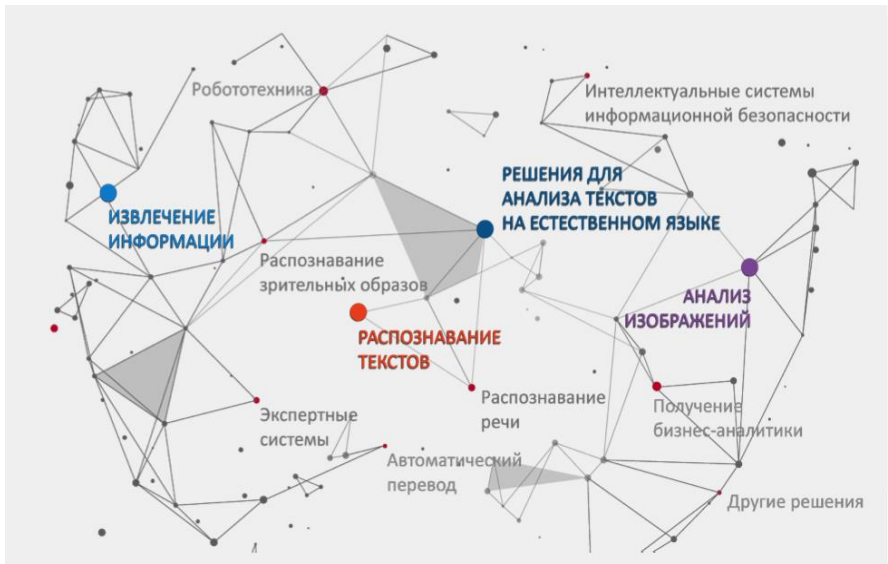 Робототехника
Интеллектуальные системы
информационной безопасности
РЕШЕНИЯ ДЛЯ
АНАЛИЗА ТЕКСТОВ
НА ЕСТЕСТВЕННОМ ЯЗЫКЕ
ИЗВЛЕЧЕНИЕ
ИНФОРМАЦИИ
Распознавание
зрительных образов
АНАЛИЗ
ИЗОБРАЖЕНИЙ
РАСПОЗНАВАНИЕ
ТЕКСТОВ
Распознавание
речи
Получение
бизнес-аналитики
Экспертные
системы
Автоматический
перевод
Другие решения